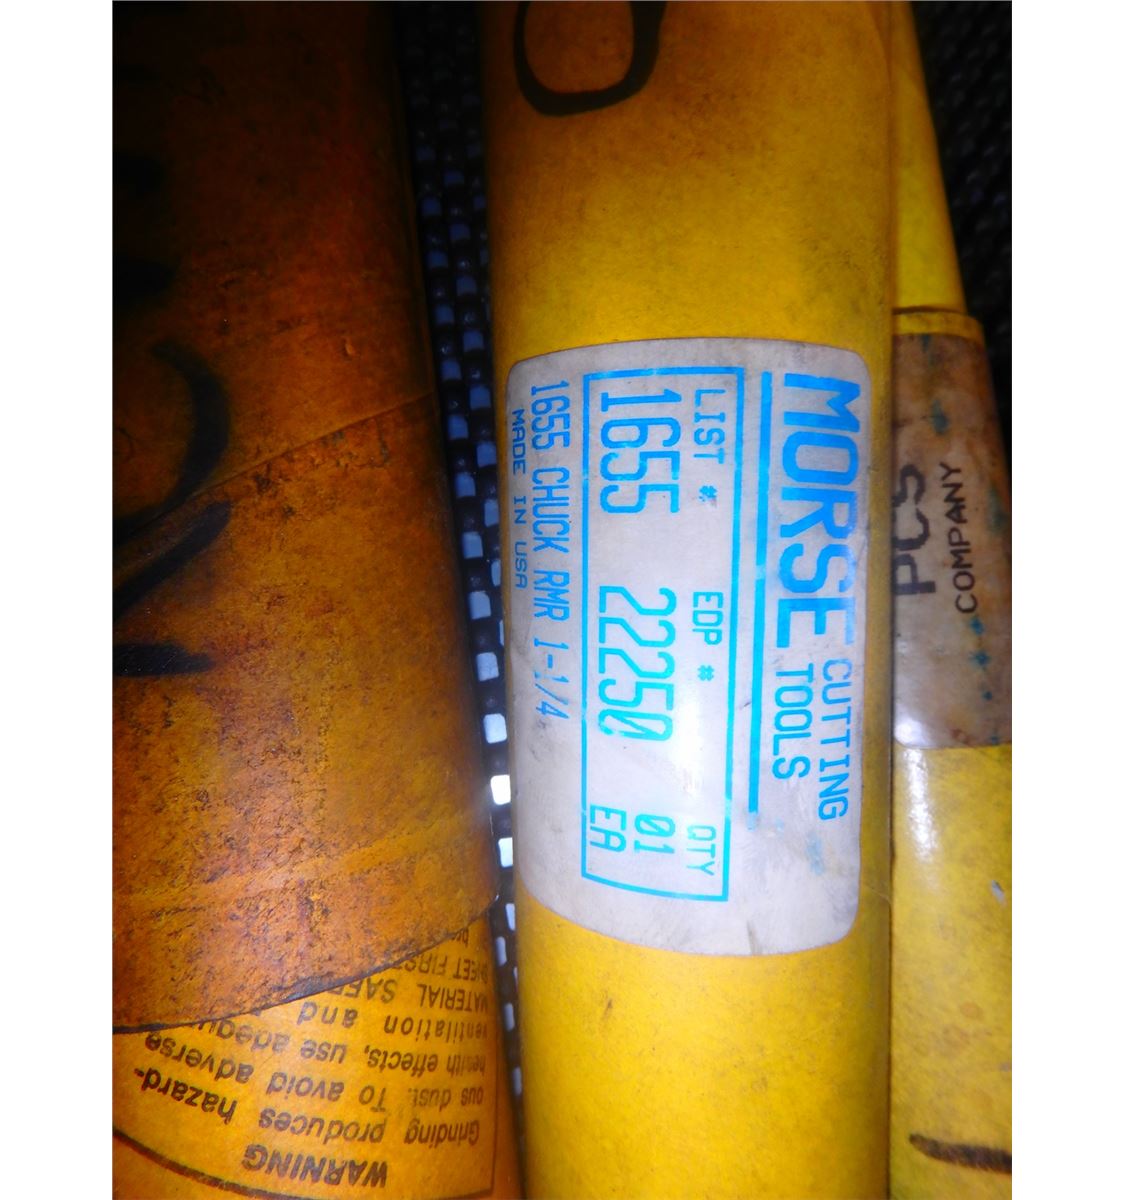 MORSE CUTTING TOOLS
LIST # EDP # QTY
1655 22250 01 EA
1655 CHUCK RMR 1-1/4
MADE IN USA
PCS
COMPANY
WARNING
Grinding produces hazard-
ous dust. To avoid adverse
health effects, use
ventilation and
MATERIAL
SHEET FIRST